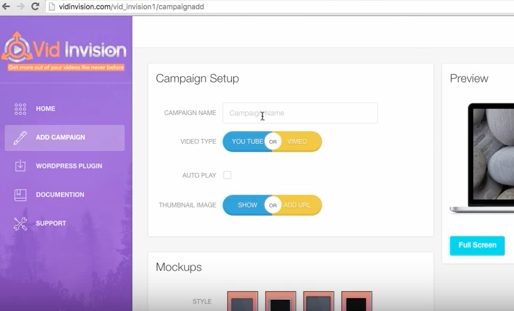 vidinvision.com/vid_invision1/campaignadd
Vid Invision
Get more out of your videos the never before
HOME
ADD CAMPAIGN
WORDPRESS PLUGIN
DOCUMENTION
SUPPORT
Campaign Setup
CAMPAIGN NAME
Campaign Name
VIDEO TYPE
YOU TUBE OR VIMEO
AUTO PLAY
THUMBNAIL IMAGE
SHOW OR ADD URL
Mockups
STYLE
Preview
Full Screen